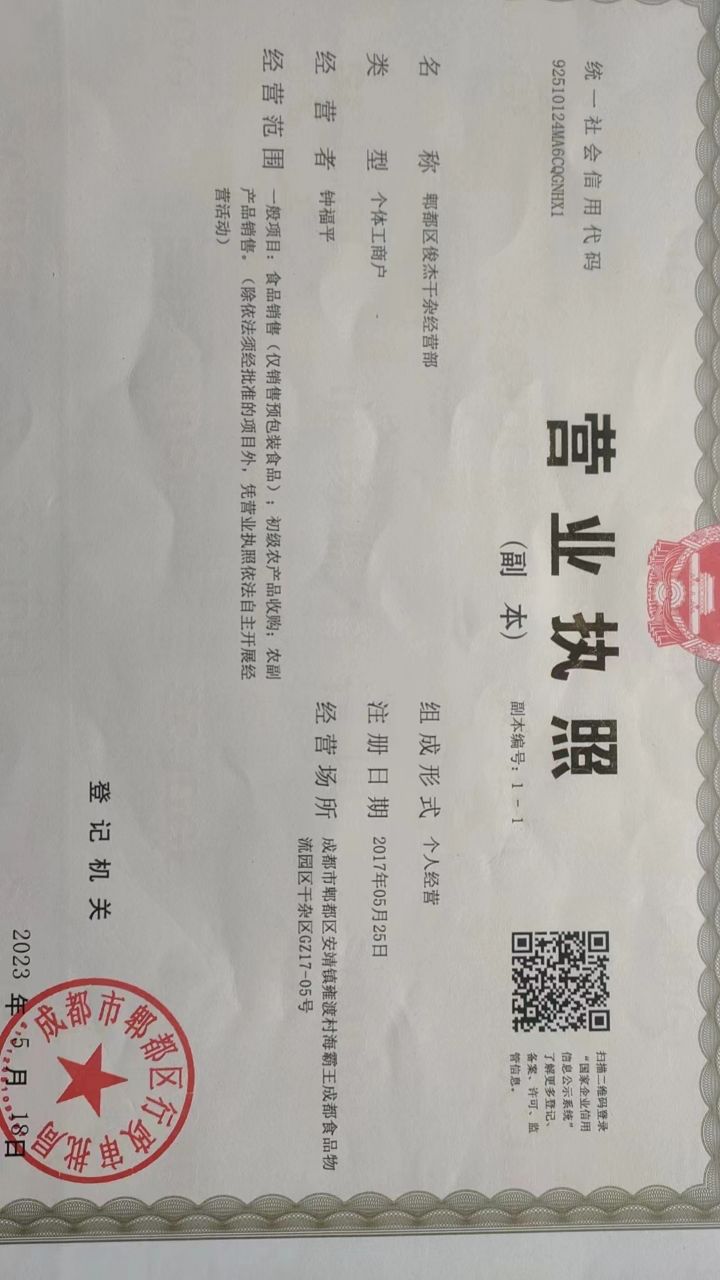 统一社会信用代码
92510124MA6CQGNHX1
营业执照
（副 本）
副本编号：1 - 1
扫描二维码登录
“国家企业信用
信息公示系统”
了解更多登记、
备案、许可、监
管信息。
名称 郫都区俊杰干杂经营部
类型 个体工商户
经营者 钟福平
经营范围 一般项目：食品销售（仅销售预包装食品）；初级农产品收购；农副
产品销售。（除依法须经批准的项目外，凭营业执照依法自主开展经
营活动）
组成形式 个人经营
注册日期 2017年05月25日
经营场所 成都市郫都区安靖镇雍渡村海霸王成都食品物
流园区干杂区GZ17-05号
登记机关
成都市郫都区行政审批局
2023 年 5 月 18日